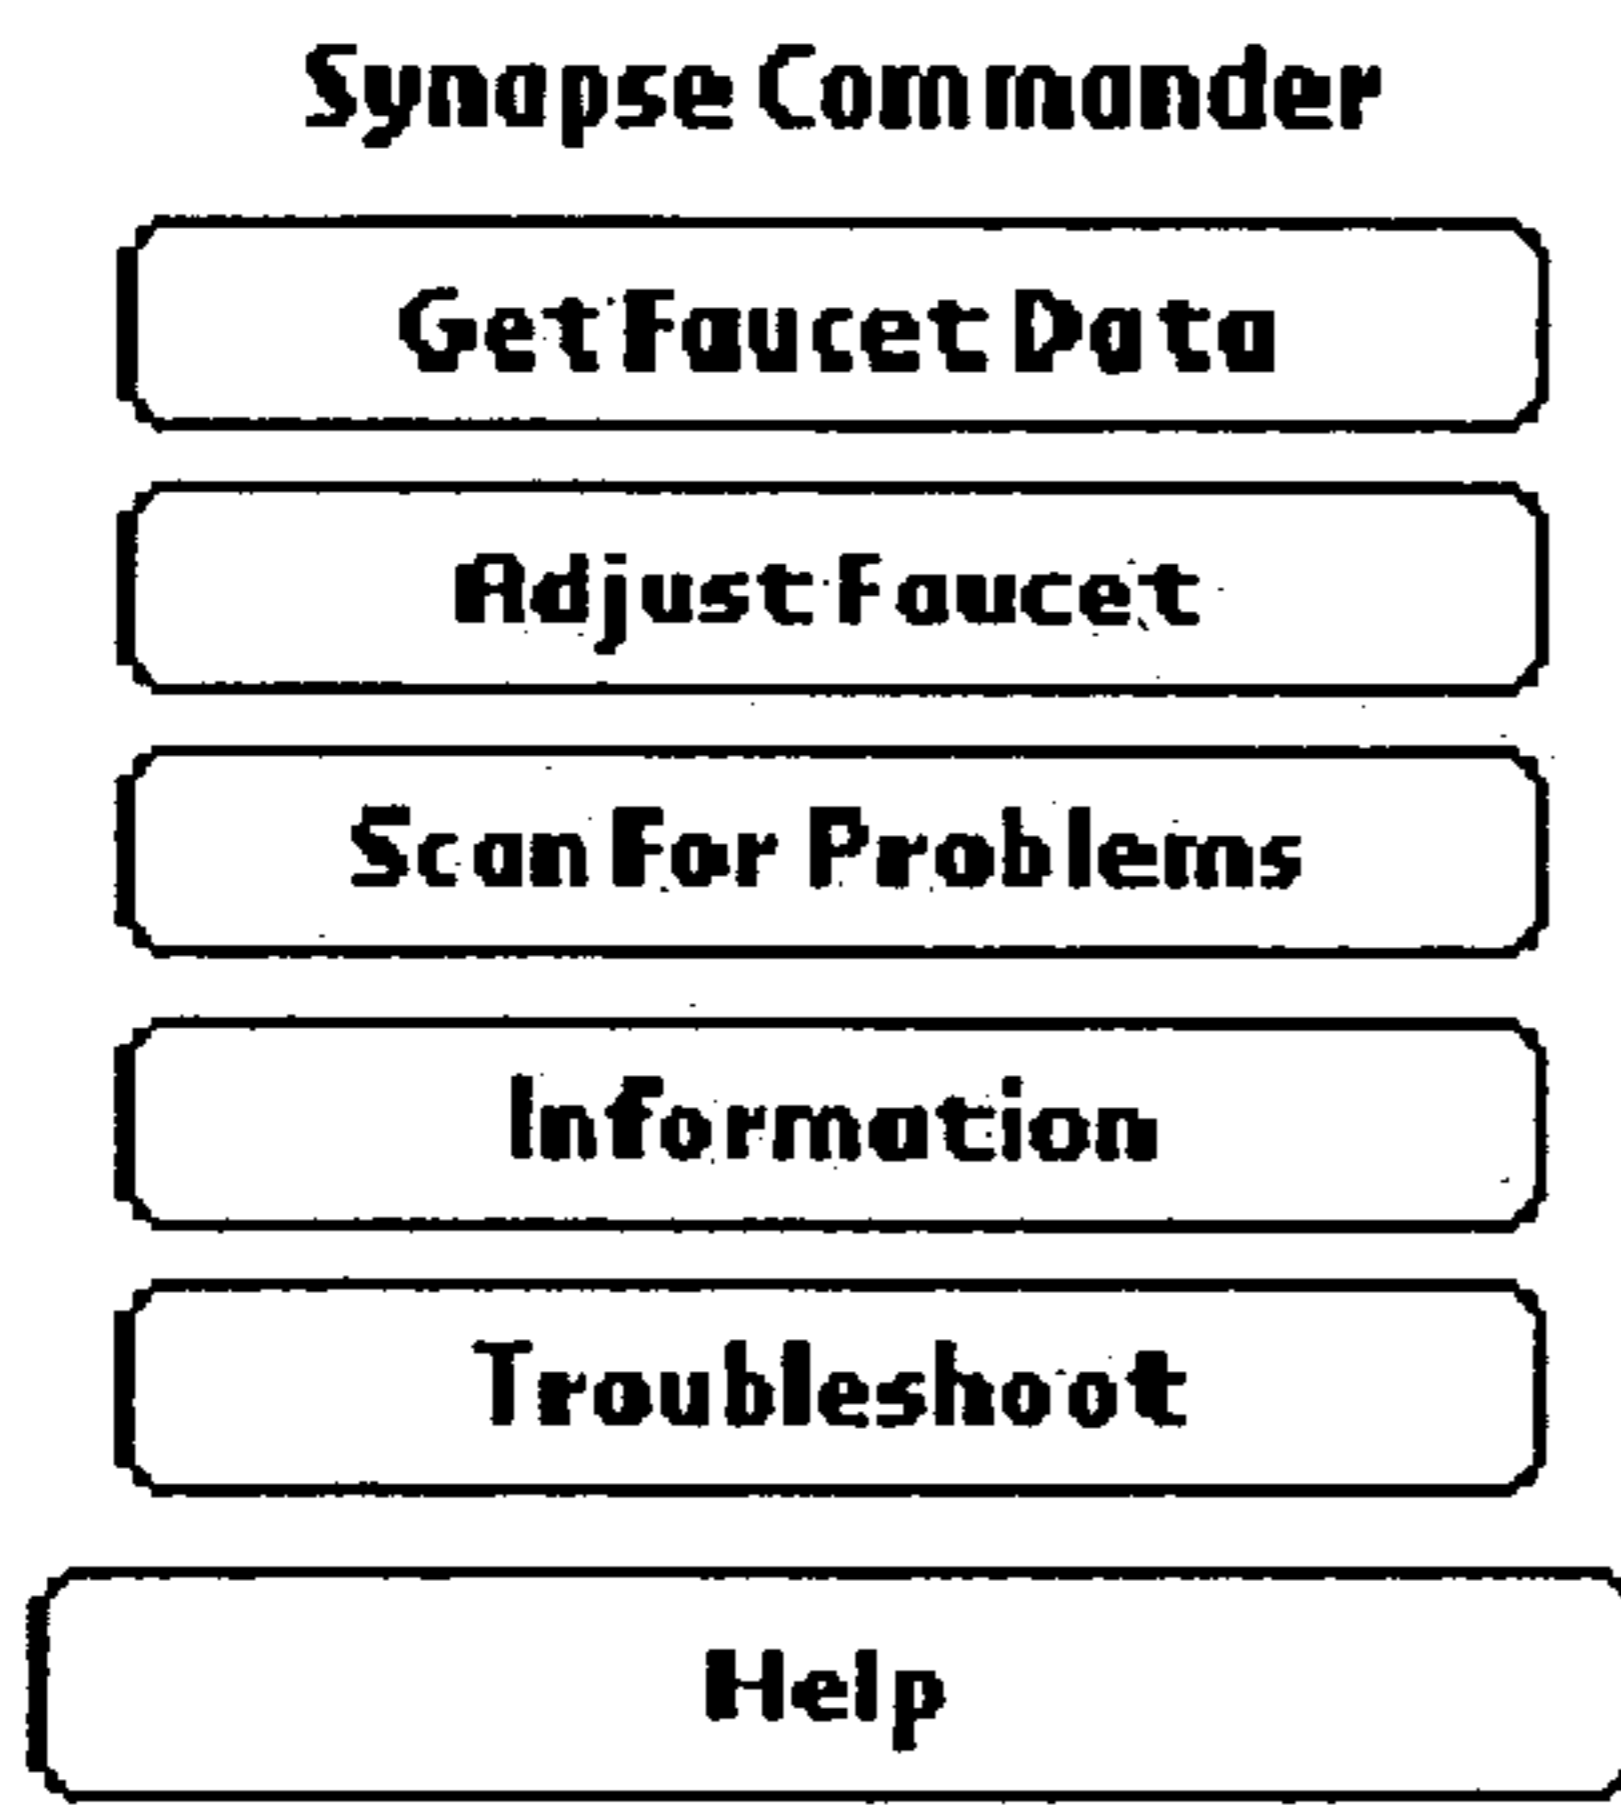 Synapse Commander
Get Faucet Data
Adjust Faucet
Scan For Problems
Information
Troubleshoot
Help